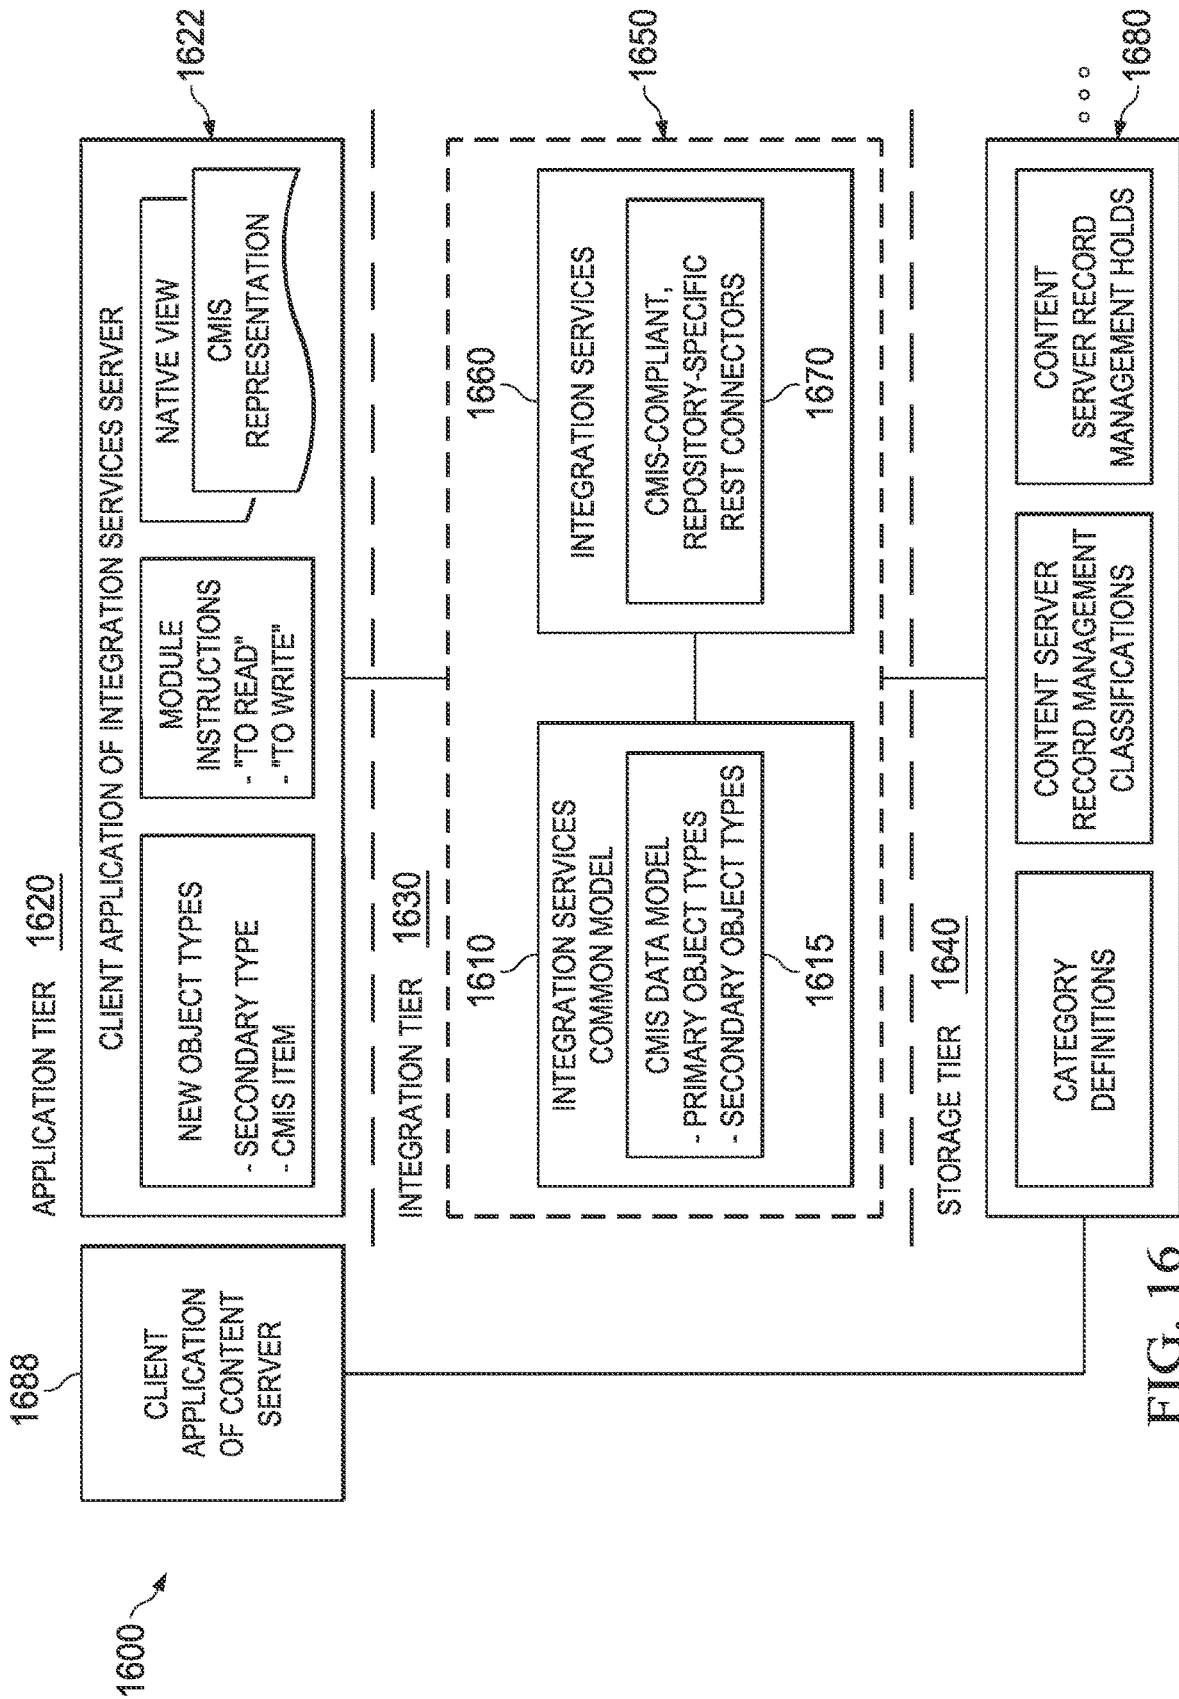 1600
1688
CLIENT
APPLICATION
OF CONTENT
SERVER
APPLICATION TIER 1620
CLIENT APPLICATION OF INTEGRATION SERVICES SERVER
1622
NEW OBJECT TYPES
- SECONDARY TYPE
- CMIS ITEM
MODULE
INSTRUCTIONS
- "TO READ"
- "TO WRITE"
NATIVE VIEW
CMIS
REPRESENTATION
INTEGRATION TIER 1630
1650
1610
INTEGRATION SERVICES
COMMON MODEL
CMIS DATA MODEL
- PRIMARY OBJECT TYPES
- SECONDARY OBJECT TYPES
1615
1660
INTEGRATION SERVICES
CMIS-COMPLIANT,
REPOSITORY-SPECIFIC
REST CONNECTORS
1670
STORAGE TIER 1640
1680
CATEGORY
DEFINITIONS
CONTENT SERVER
RECORD MANAGEMENT
CLASSIFICATIONS
CONTENT
SERVER RECORD
MANAGEMENT HOLDS
FIG. 16